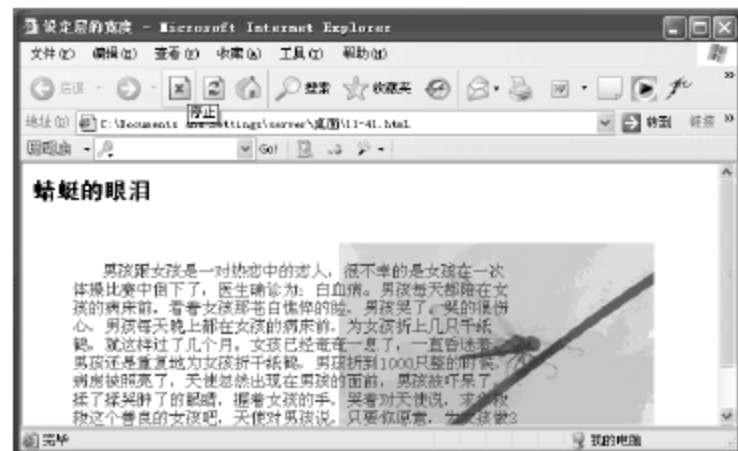 设定层的宽度 - Microsoft Internet Explorer
文件(F) 编辑(E) 查看(V) 收藏(A) 工具(T) 帮助(H)
后退 搜索 收藏夹
停止
地址(D) C:\Documents and Settings\server\桌面\11-41.html 转到 链接
Go!
蜻蜓的眼泪
男孩跟女孩是一对热恋中的恋人，很不幸的是女孩在一次
体操比赛中倒下了，医生确诊为：白血病。男孩每天都陪在女
孩的病床前，看着女孩那苍白憔悴的脸，男孩哭了。哭的很伤
心，男孩每天晚上都在女孩的病床前，为女孩折上几只千纸
鹤，就这样过了几个月，女孩已经奄奄一息了，一直昏迷着。
男孩还是重复地为女孩折千纸鹤，男孩折到1000只整的时候，
病房被照亮了，天使忽然出现在男孩的面前，男孩被吓呆了，
揉了揉哭肿了的眼睛，握着女孩的手，哭着对天使说，求
这个善良的女孩吧，天使对男孩说，只要你愿意，为女孩做3
完毕 我的电脑